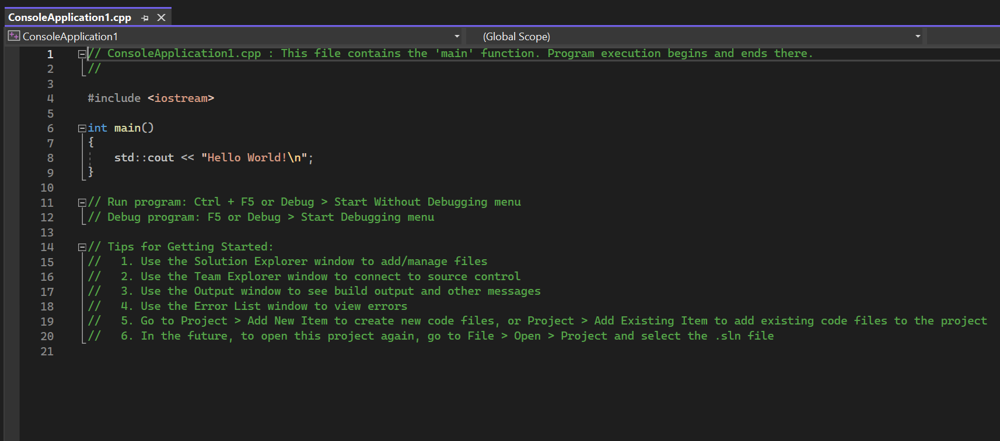 ConsoleApplication1.cpp
ConsoleApplication1 (Global Scope)
1 // ConsoleApplication1.cpp : This file contains the 'main' function. Program execution begins and ends there.
2 //
3
4 #include <iostream>
5
6 int main()
7 {
8     std::cout << "Hello World!\n";
9 }
10
11 // Run program: Ctrl + F5 or Debug > Start Without Debugging menu
12 // Debug program: F5 or Debug > Start Debugging menu
13
14 // Tips for Getting Started:
15 //   1. Use the Solution Explorer window to add/manage files
16 //   2. Use the Team Explorer window to connect to source control
17 //   3. Use the Output window to see build output and other messages
18 //   4. Use the Error List window to view errors
19 //   5. Go to Project > Add New Item to create new code files, or Project > Add Existing Item to add existing code files to the project
20 //   6. In the future, to open this project again, go to File > Open > Project and select the .sln file
21